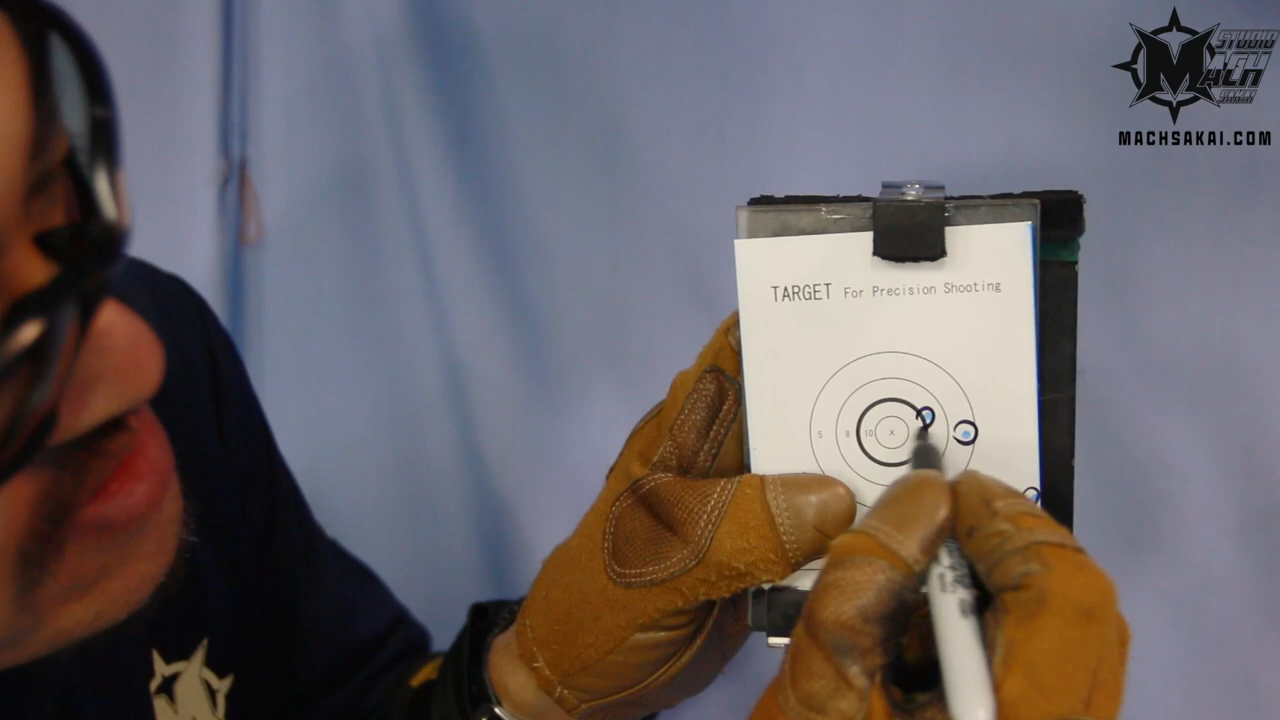 STUDIO
MACH
SAKAI
MACHSAKAI.COM
TARGET For Precision Shooting
5 8 10 X